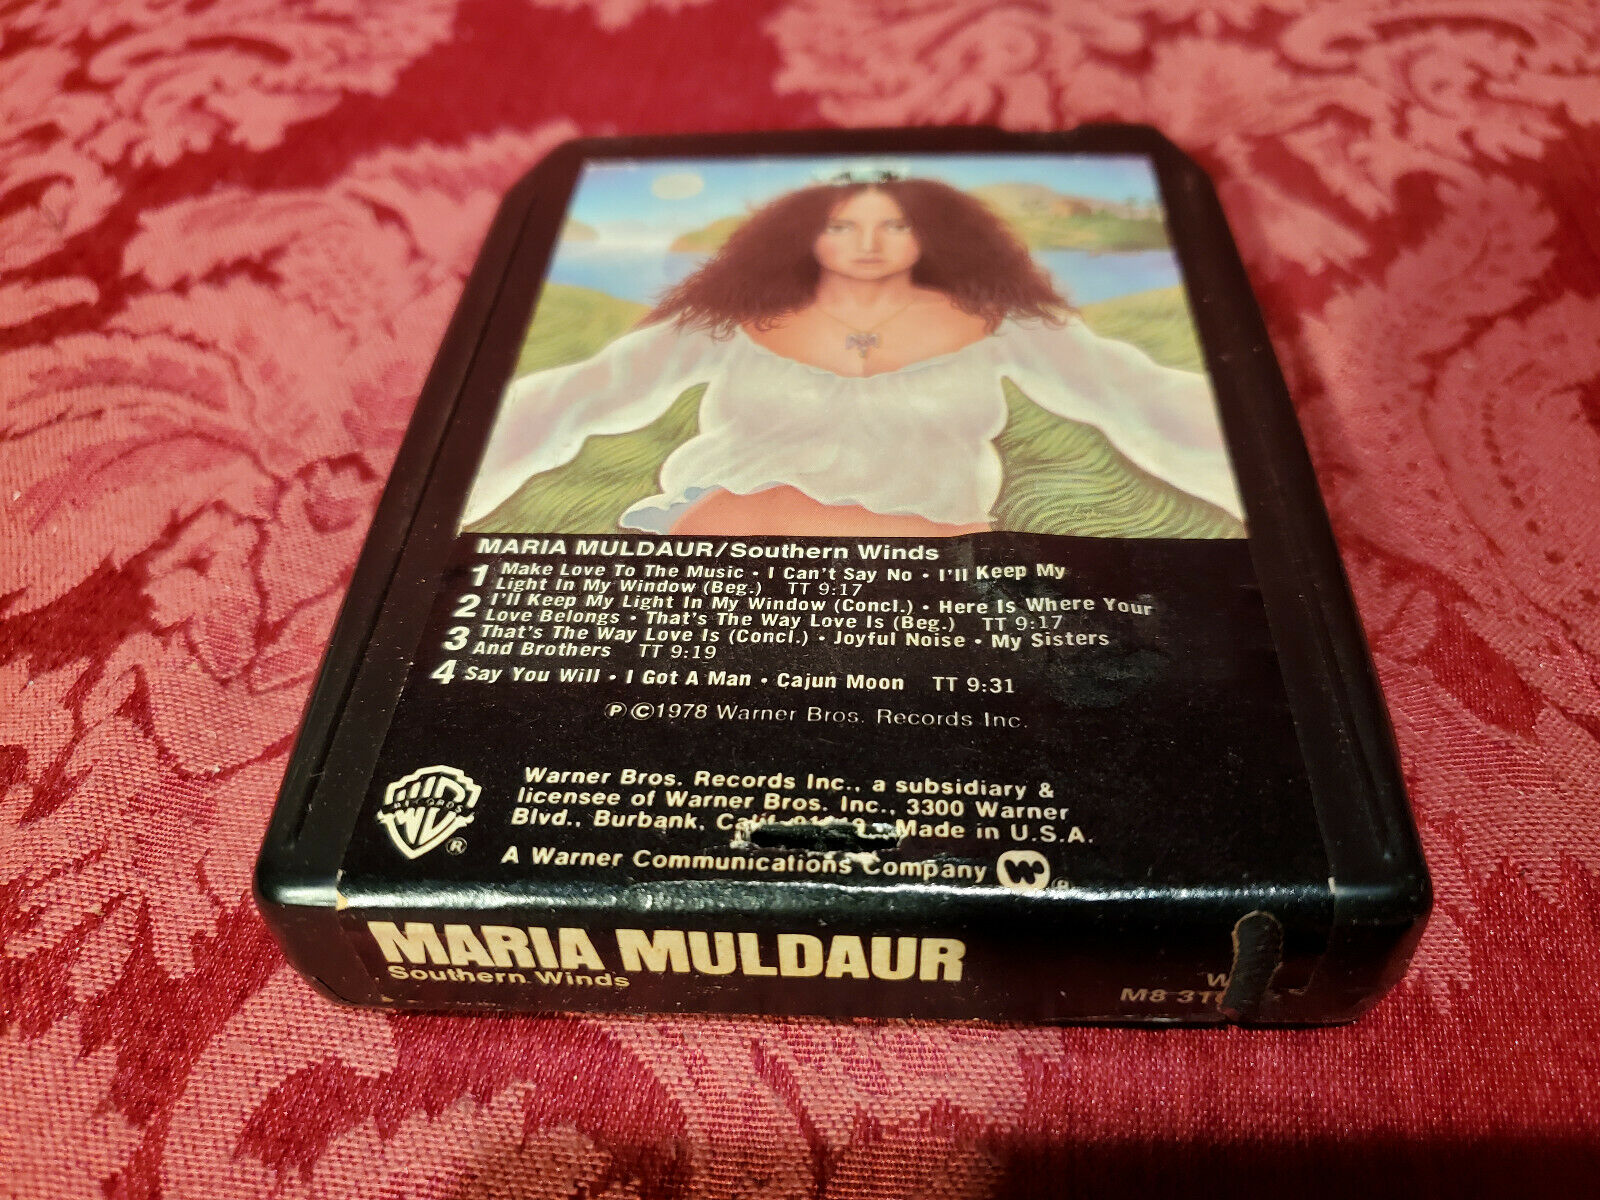 MARIA MULDAUR/Southern Winds
1 Make Love To The Music • I Can't Say No • I'll Keep My
Light In My Window (Beg.) TT 9:17
2 I'll Keep My Light In My Window (Concl.) • Here Is Where Your
Love Belongs • That's The Way Love Is (Beg.) TT 9:17
3 That's The Way Love Is (Concl.) • Joyful Noise • My Sisters
And Brothers TT 9:19
4 Say You Will • I Got A Man • Cajun Moon TT 9:31
℗ ©1978 Warner Bros. Records Inc.
Warner Bros. Records Inc., a subsidiary &
licensee of Warner Bros. Inc., 3300 Warner
Blvd., Burbank, Made in U.S.A.
A Warner Communications Company
RECORDS ®
MARIA MULDAUR
Southern Winds
M8